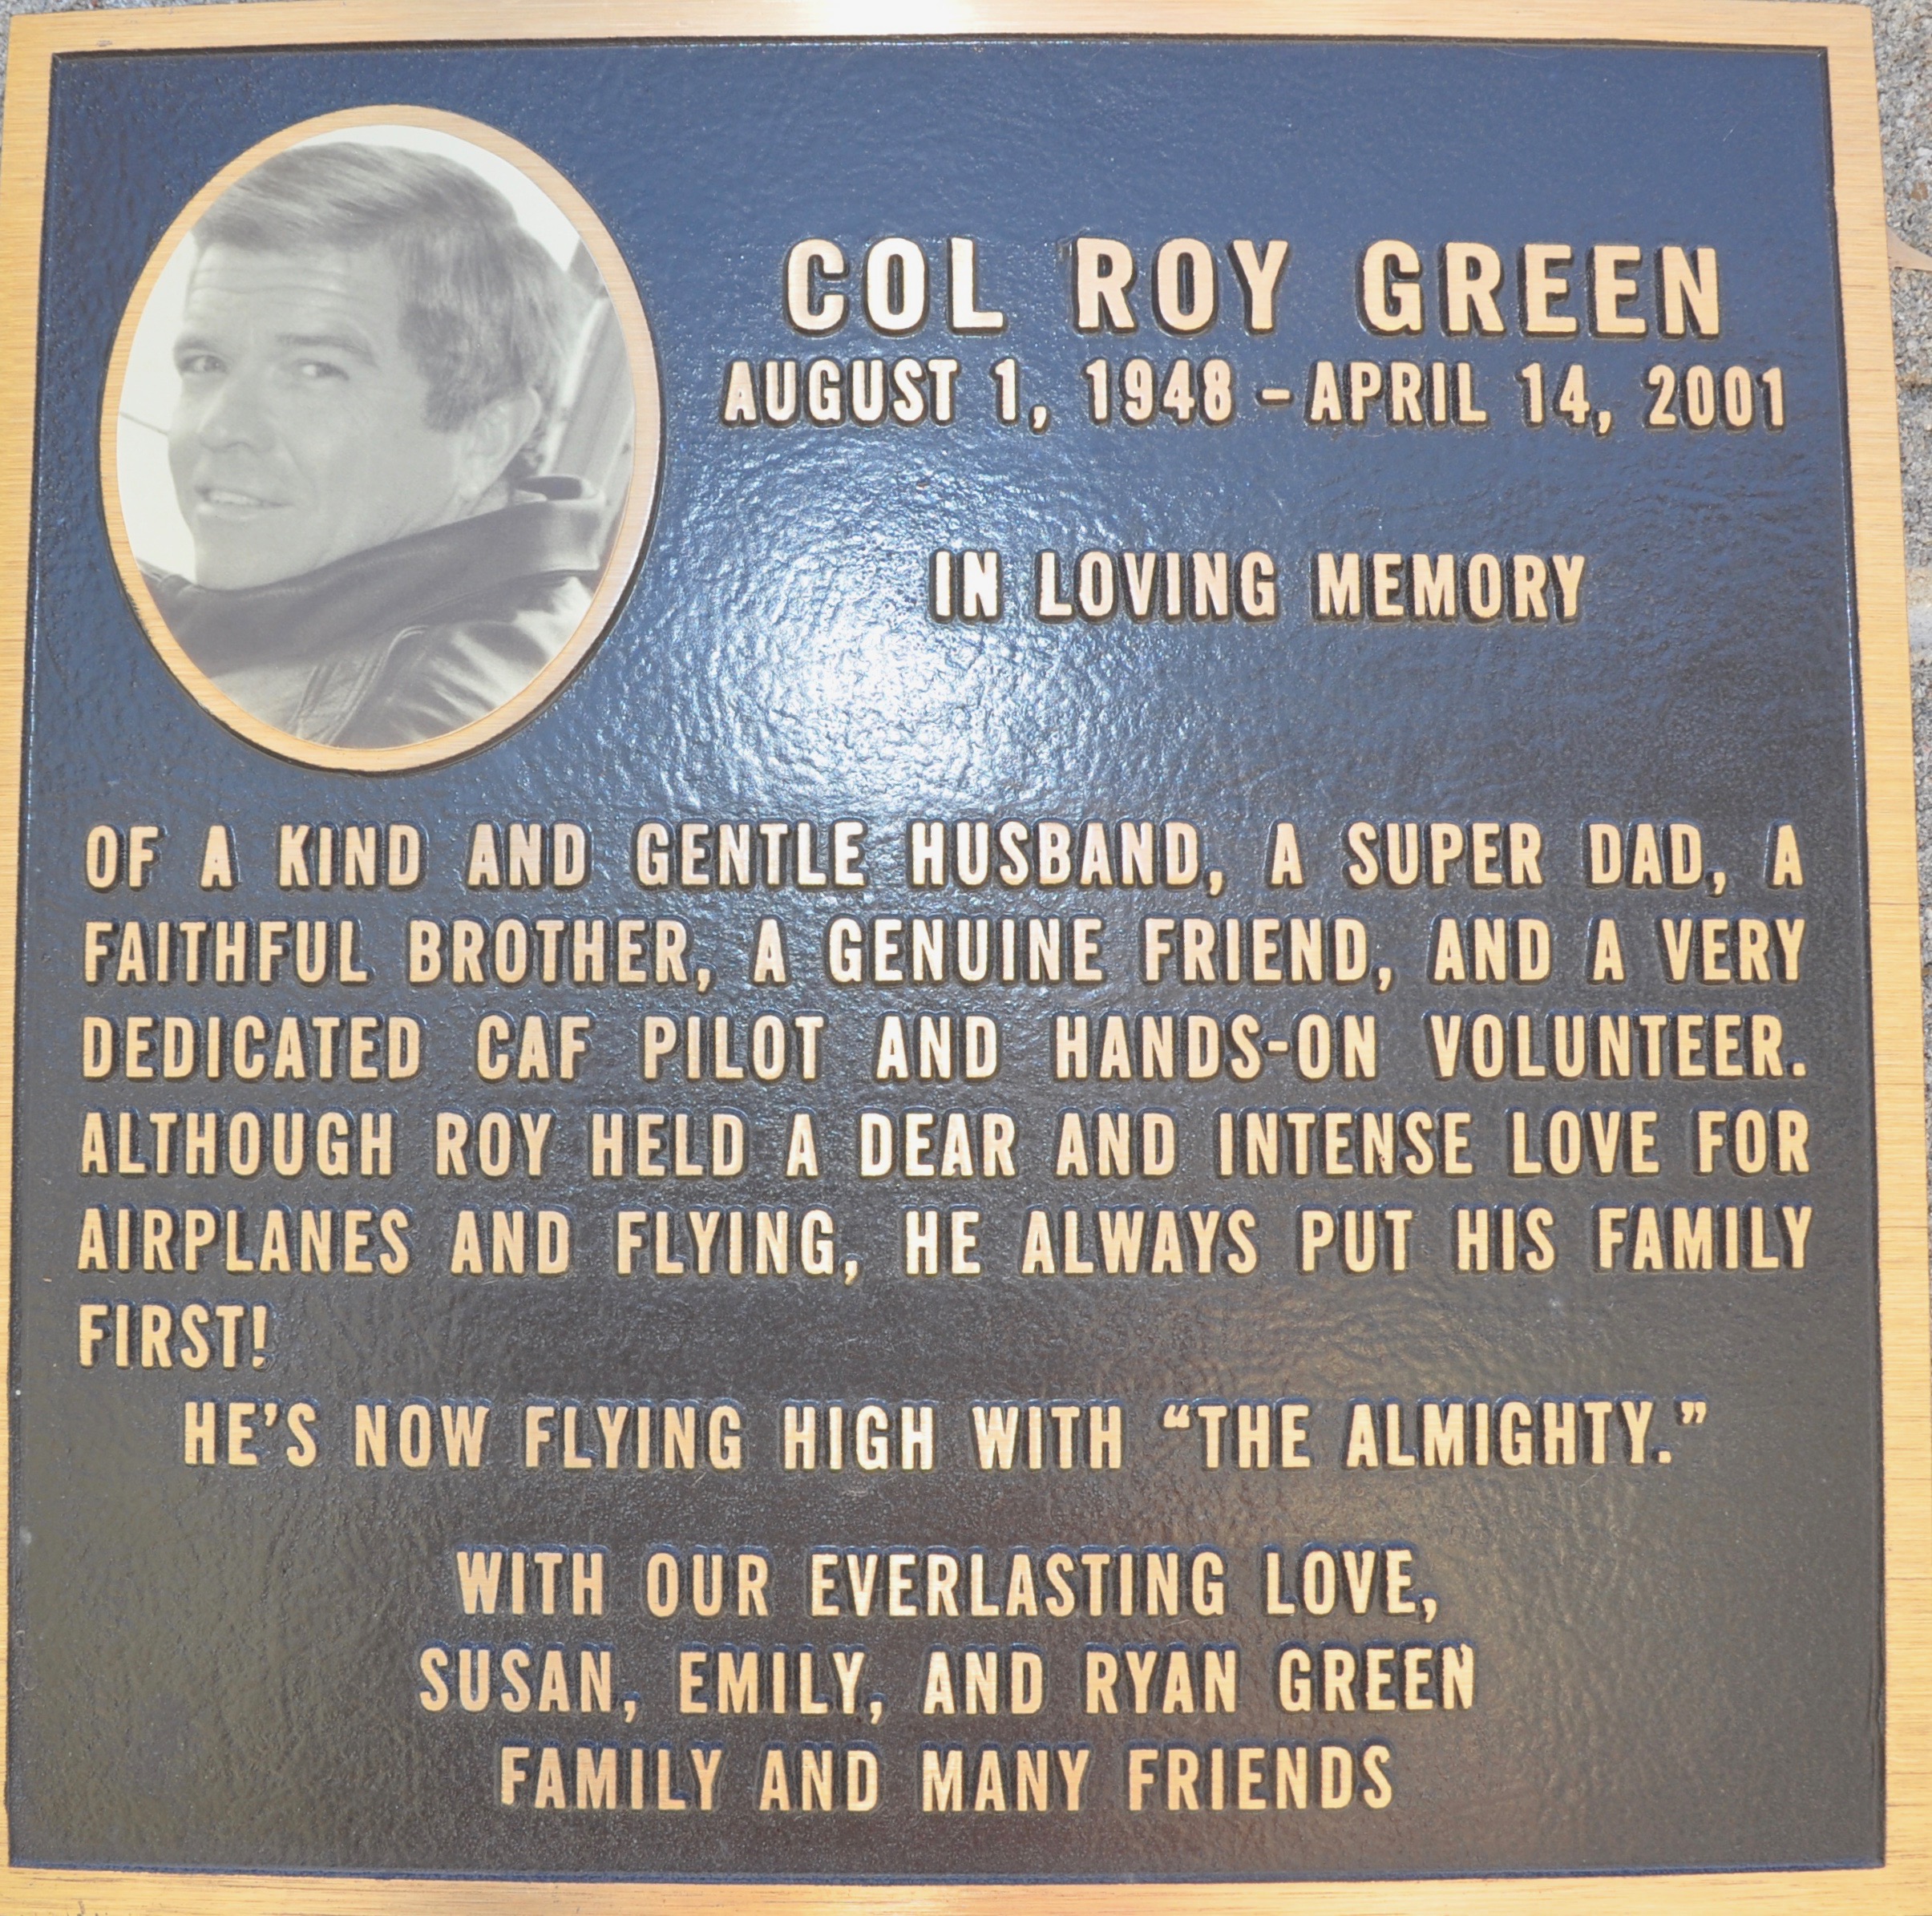 COL ROY GREEN
AUGUST 1, 1948 - APRIL 14, 2001
IN LOVING MEMORY
OF A KIND AND GENTLE HUSBAND, A SUPER DAD, A
FAITHFUL BROTHER, A GENUINE FRIEND, AND A VERY
DEDICATED CAF PILOT AND HANDS-ON VOLUNTEER.
ALTHOUGH ROY HELD A DEAR AND INTENSE LOVE FOR
AIRPLANES AND FLYING, HE ALWAYS PUT HIS FAMILY
FIRST!
HE'S NOW FLYING HIGH WITH “THE ALMIGHTY.”
WITH OUR EVERLASTING LOVE,
SUSAN, EMILY, AND RYAN GREEN
FAMILY AND MANY FRIENDS